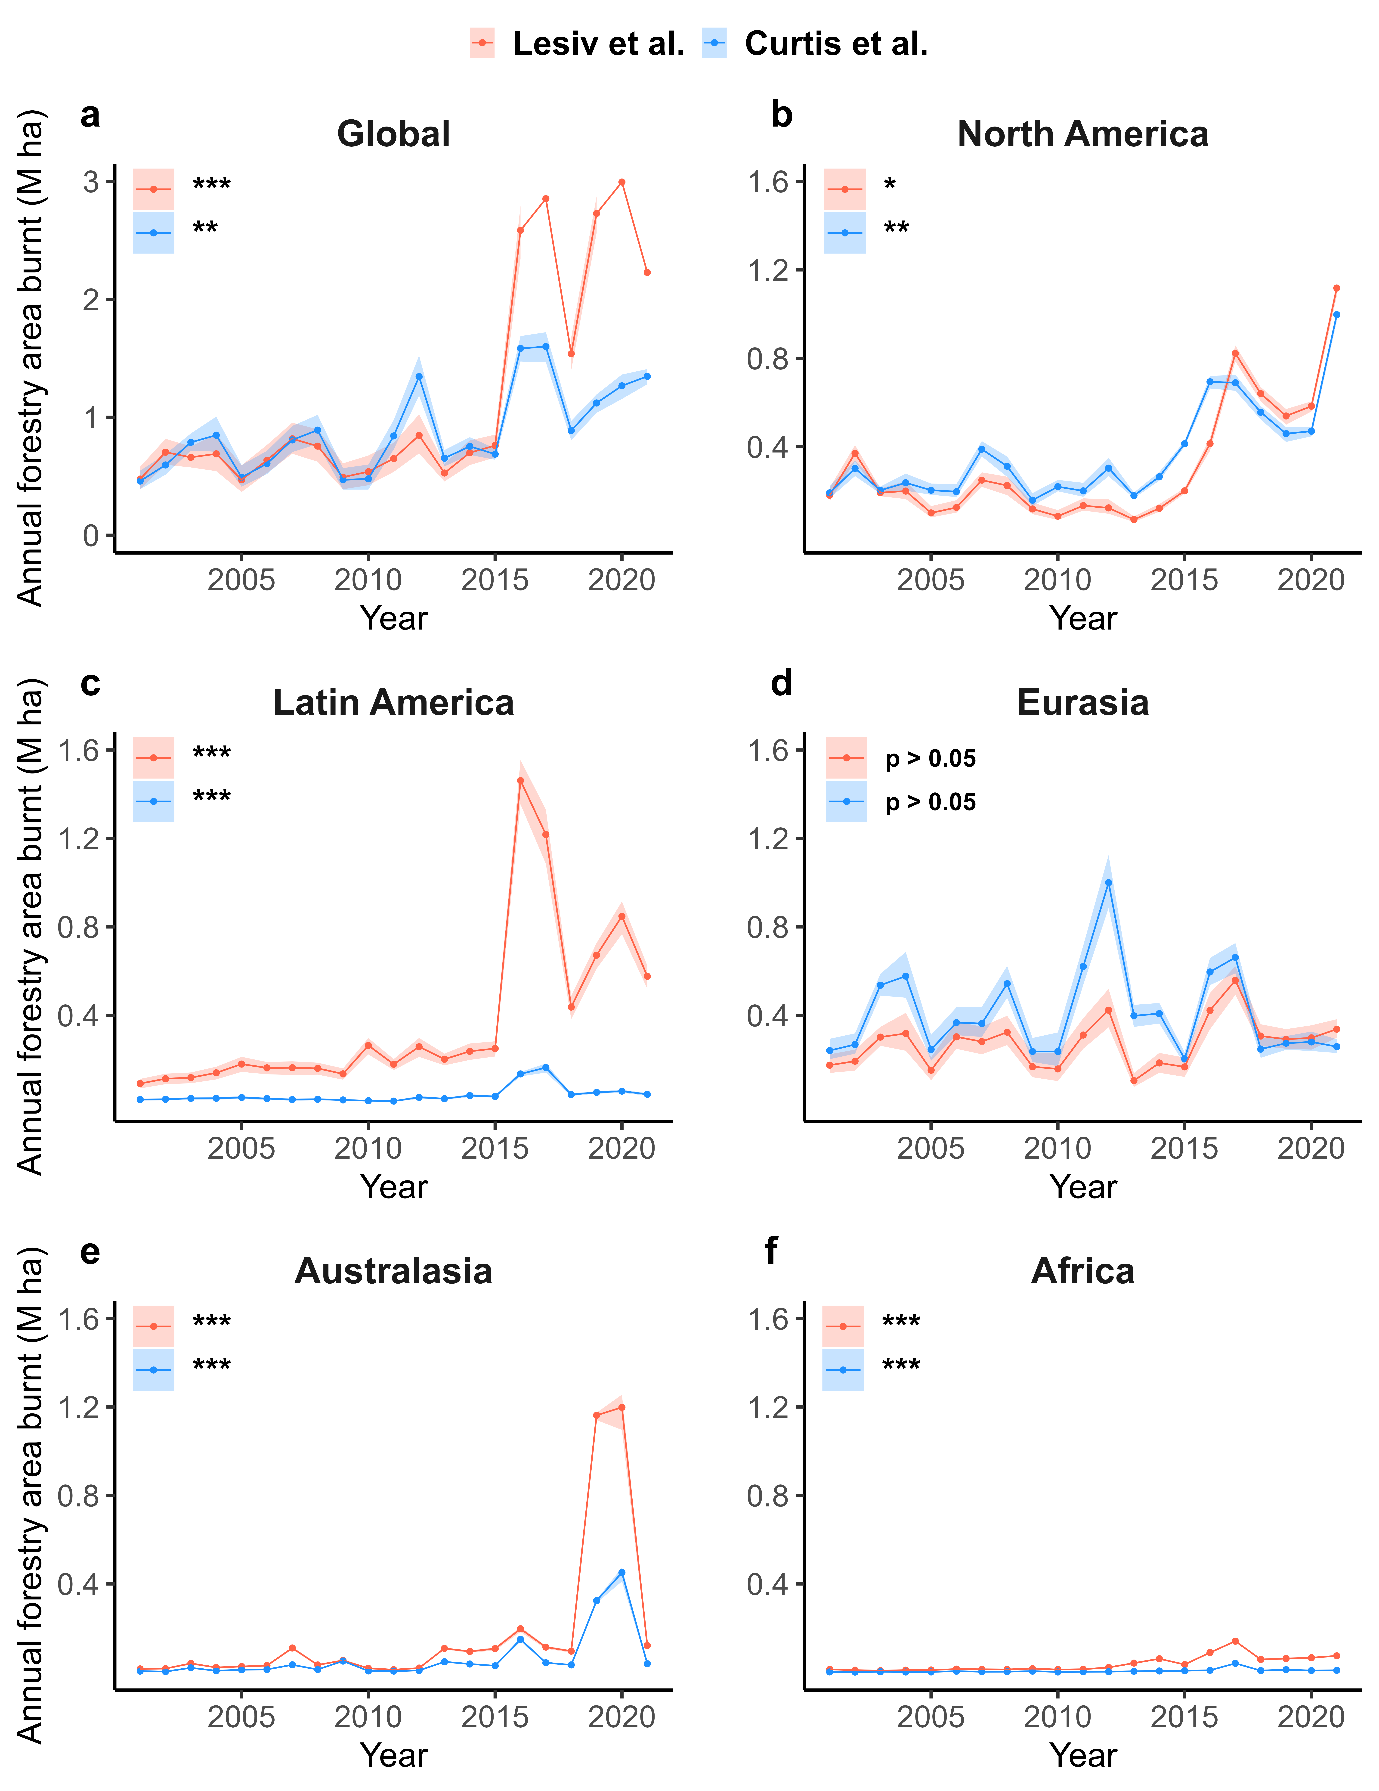 Lesiv et al. Curtis et al.
a
Global
Annual forestry area burnt (M ha)
***
**
3
2
1
0
2005 2010 2015 2020
Year
b
North America
*
**
1.6
1.2
0.8
0.4
2005 2010 2015 2020
Year
c
Latin America
Annual forestry area burnt (M ha)
***
***
1.6
1.2
0.8
0.4
2005 2010 2015 2020
Year
d
Eurasia
p > 0.05
p > 0.05
1.6
1.2
0.8
0.4
2005 2010 2015 2020
Year
e
Australasia
Annual forestry area burnt (M ha)
***
***
1.6
1.2
0.8
0.4
2005 2010 2015 2020
Year
f
Africa
***
***
1.6
1.2
0.8
0.4
2005 2010 2015 2020
Year